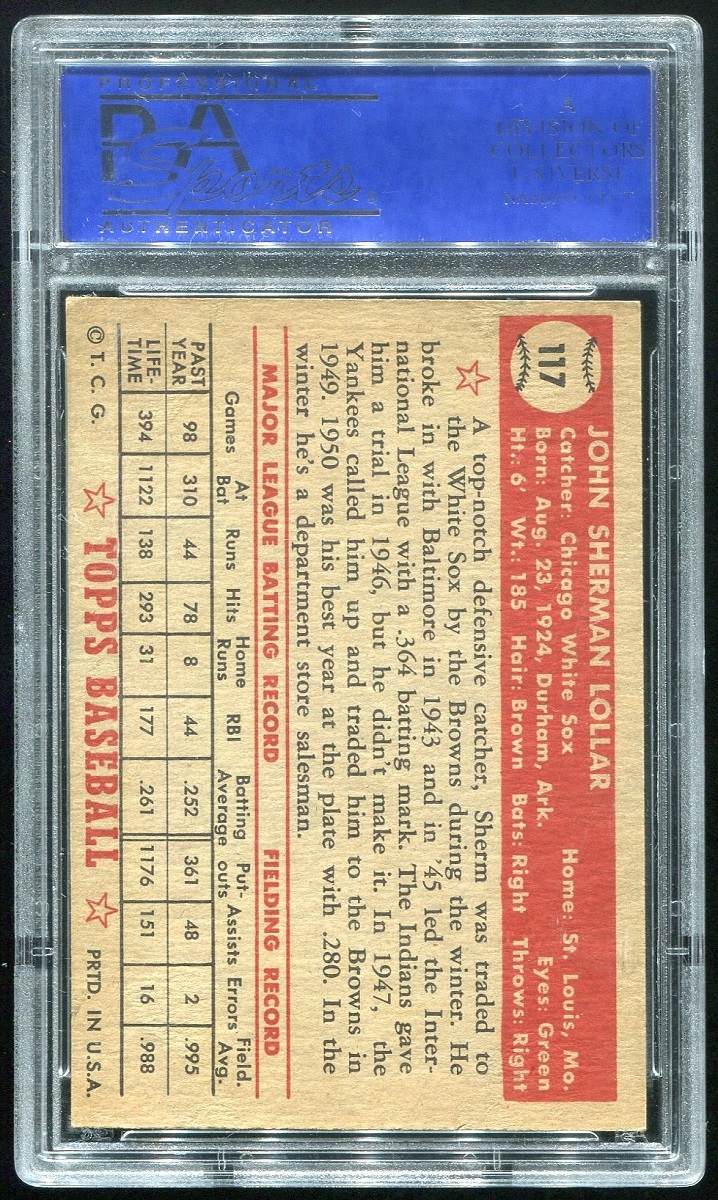 PROFESSIONAL
PSA
Sports
AUTHENTICATOR
A
DIVISION OF
COLLECTORS
UNIVERSE
NASDAQ: CLCT
117
JOHN SHERMAN LOLLAR
Catcher: Chicago White Sox Home: St. Louis, Mo.
Born: Aug. 23, 1924, Durham, Ark. Eyes: Green
Ht.: 6' Wt.: 185 Hair: Brown Bats: Right Throws: Right
A top-notch defensive catcher, Sherm was traded to
the White Sox by the Browns during the winter. He
broke in with Baltimore in 1943 and in '45 led the Inter-
national League with a .364 batting mark. The Indians gave
him a trial in 1946, but he didn't make it. In 1947, the
Yankees called him up and traded him to the Browns in
1949. 1950 was his best year at the plate with .280. In the
winter he's a department store salesman.
MAJOR LEAGUE BATTING RECORD FIELDING RECORD
Games At Bat Runs Hits Home Runs RBI Batting Average Put-outs Assists Errors Field. Avg.
PAST YEAR 98 310 44 78 8 44 .252 361 48 2 .995
LIFE-TIME 394 1122 138 293 31 177 .261 1176 151 16 .988
© T. C. G. TOPPS BASEBALL PRTD. IN U.S.A.